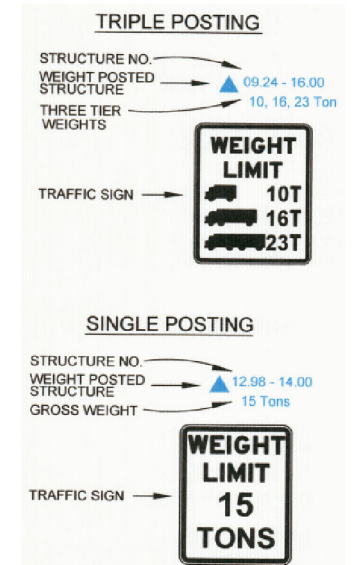 TRIPLE POSTING
STRUCTURE NO.
WEIGHT POSTED
STRUCTURE
09.24 - 16.00
10, 16, 23 Ton
THREE TIER
WEIGHTS
WEIGHT
LIMIT
10T
16T
23T
TRAFFIC SIGN
SINGLE POSTING
STRUCTURE NO.
WEIGHT POSTED
STRUCTURE
12.98 - 14.00
15 Tons
GROSS WEIGHT
WEIGHT
LIMIT
15
TONS
TRAFFIC SIGN